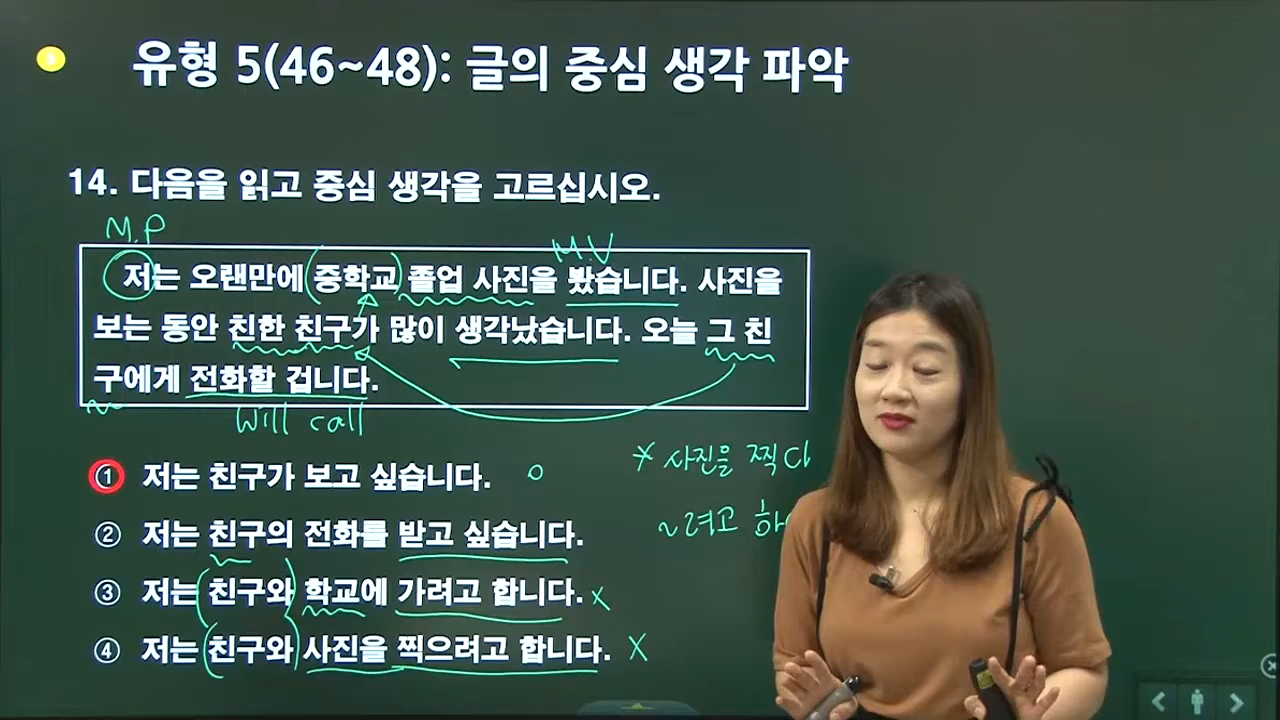 유형 5(46~48): 글의 중심 생각 파악
14. 다음을 읽고 중심 생각을 고르십시오.
M.P
M.V
저는 오랜만에 중학교 졸업 사진을 봤습니다. 사진을
보는 동안 친한 친구가 많이 생각났습니다. 오늘 그 친
구에게 전화할 겁니다.
Will call
① 저는 친구가 보고 싶습니다. o
② 저는 친구의 전화를 받고 싶습니다.
③ 저는 친구와 학교에 가려고 합니다. x
④ 저는 친구와 사진을 찍으려고 합니다. x
* 사진을 찍다
~려고 하